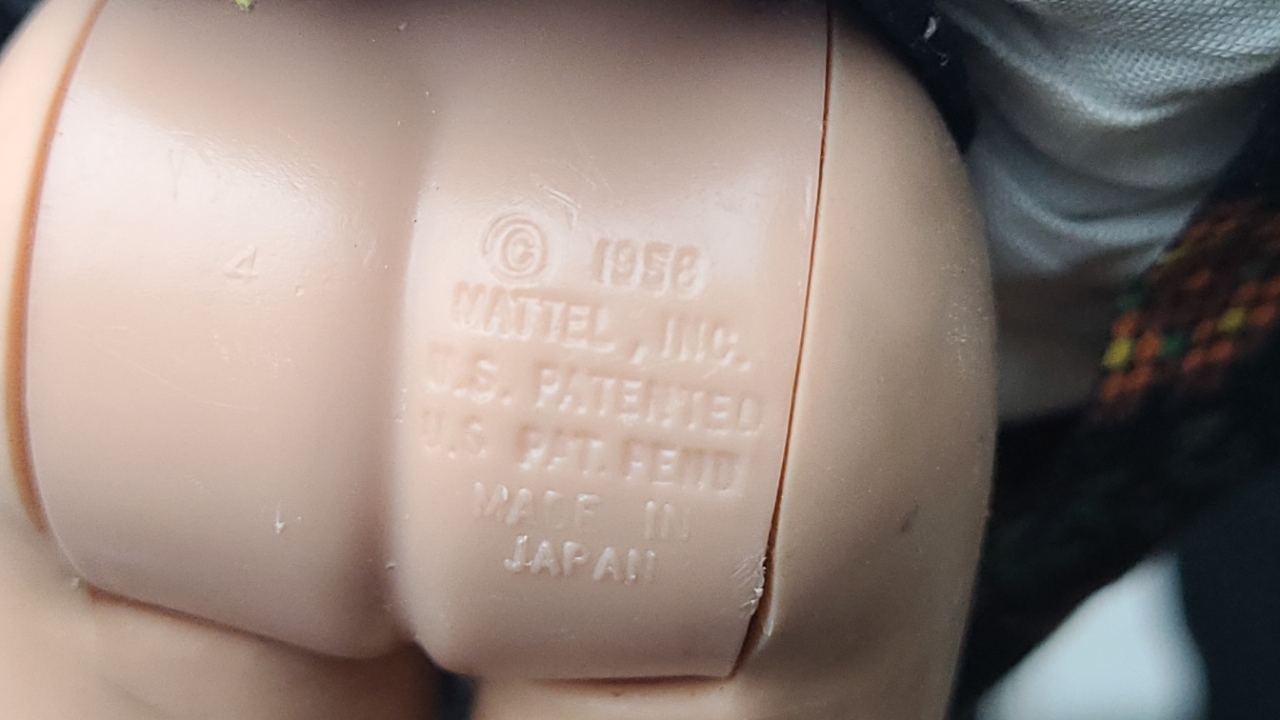 4
© 1958
MATTEL, INC.
U.S. PATENTED
U.S. PAT. PEND
MADE IN
JAPAN